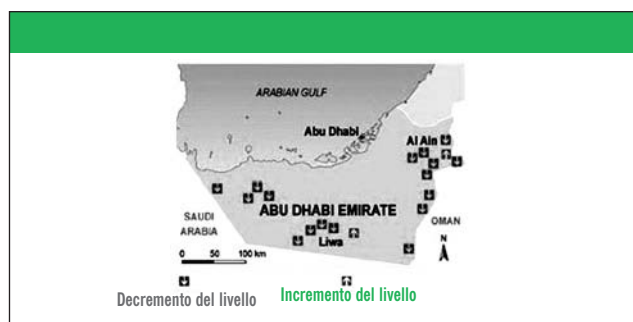 ARABIAN GULF
Abu Dhabi
Al Ain
ABU DHABI EMIRATE
SAUDI
ARABIA
OMAN
Liwa
N
0 50 100 km
Decremento del livello
Incremento del livello